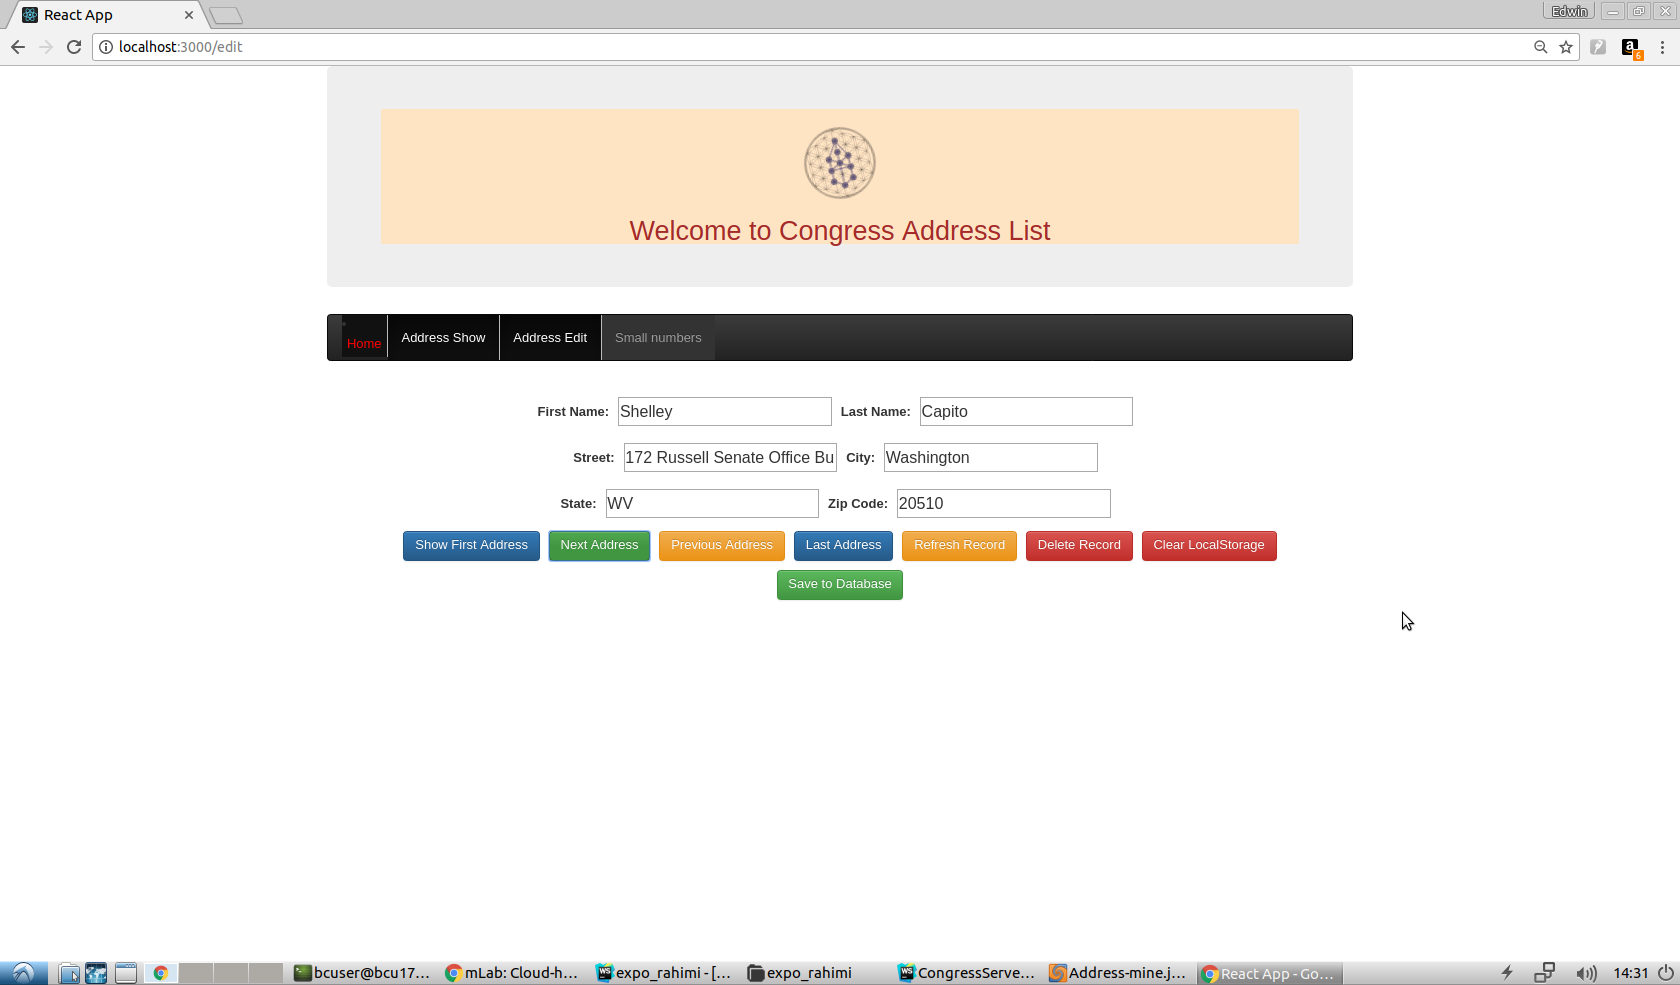 React App
Edwin
localhost:3000/edit
6
Welcome to Congress Address List
Home Address Show Address Edit Small numbers
First Name: Shelley Last Name: Capito
Street: 172 Russell Senate Office Bu City: Washington
State: WV Zip Code: 20510
Show First Address Next Address Previous Address Last Address Refresh Record Delete Record Clear LocalStorage
Save to Database
bcuser@bcu17... mLab: Cloud-h... WS expo_rahimi - [... expo_rahimi WS CongressServe... Address-mine.j... React App - Go... 14:31